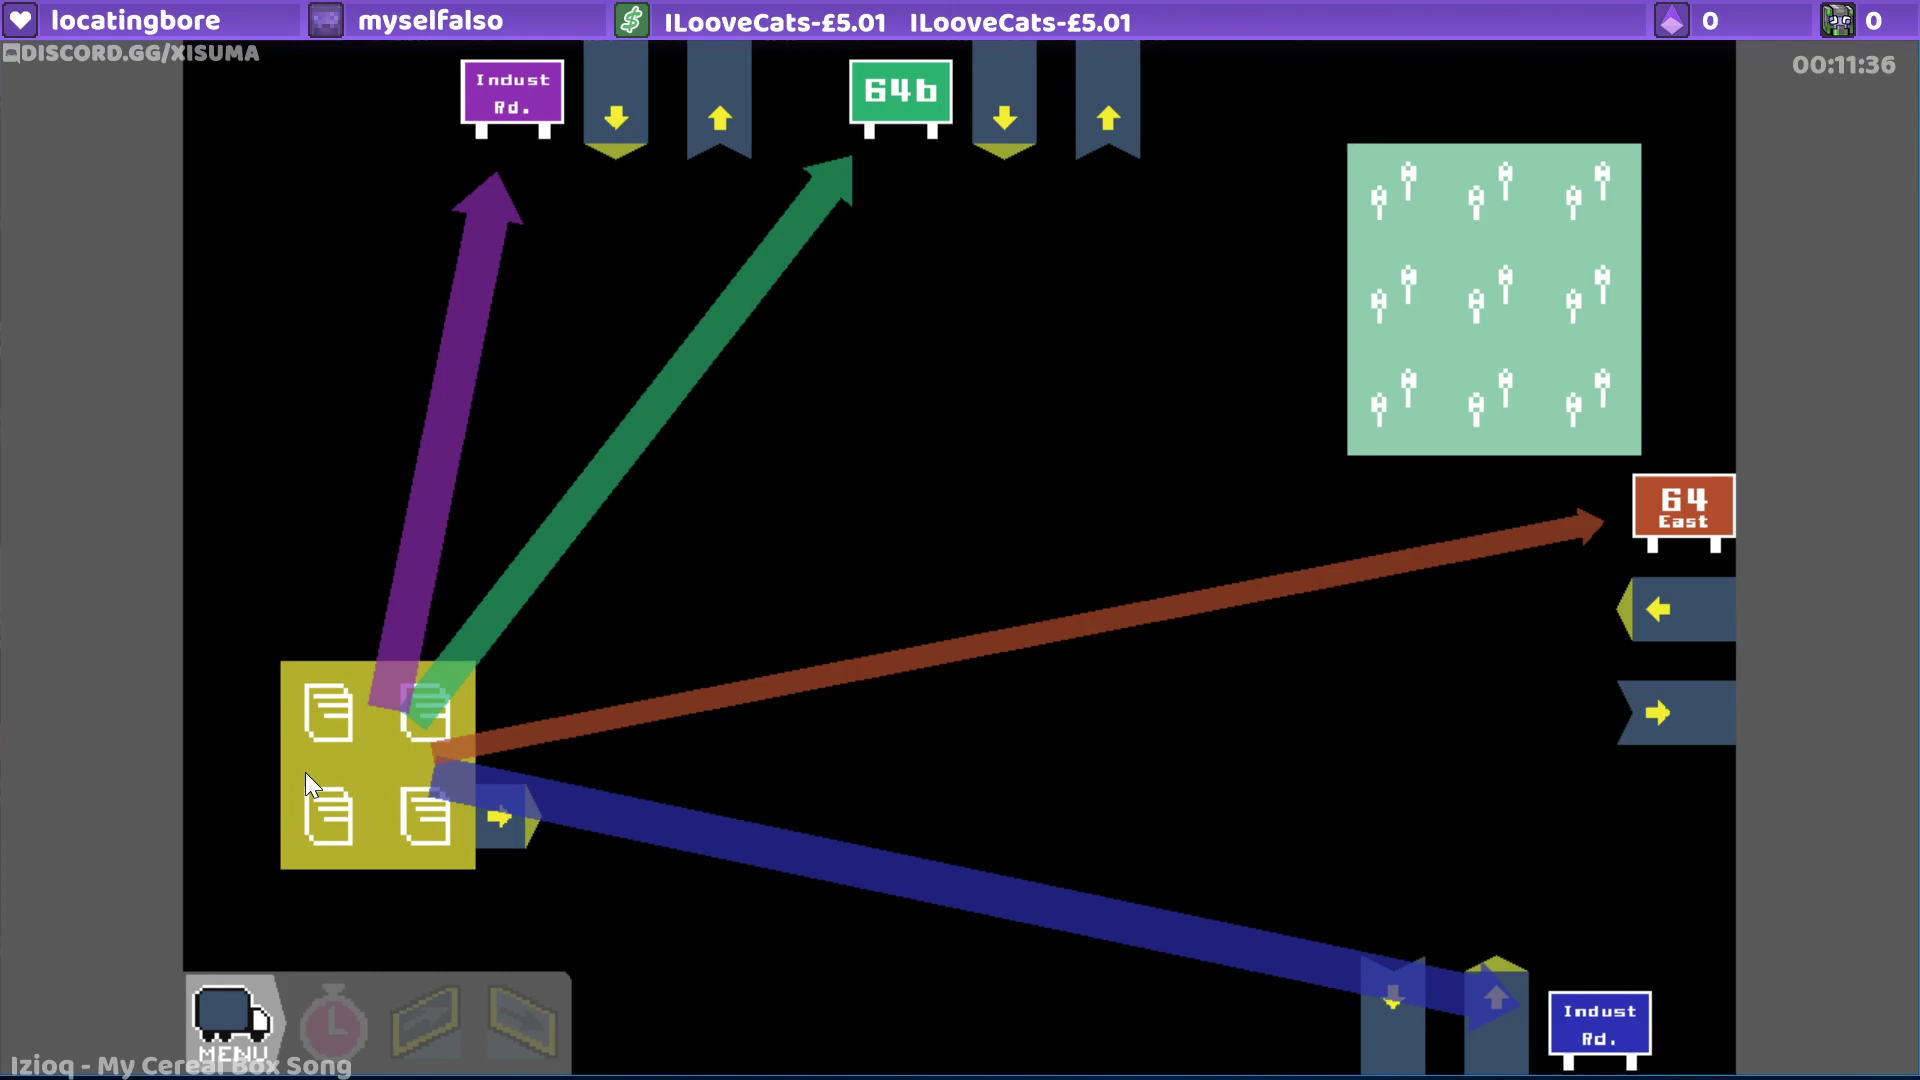 locatingbore
myselfalso
ILooveCats-£5.01 ILooveCats-£5.01
0
0
DISCORD.GG/XISUMA
00:11:36
Indust
Rd.
64b
64
East
Indust
Rd.
MENU
Izioq - My Cereal Box Song